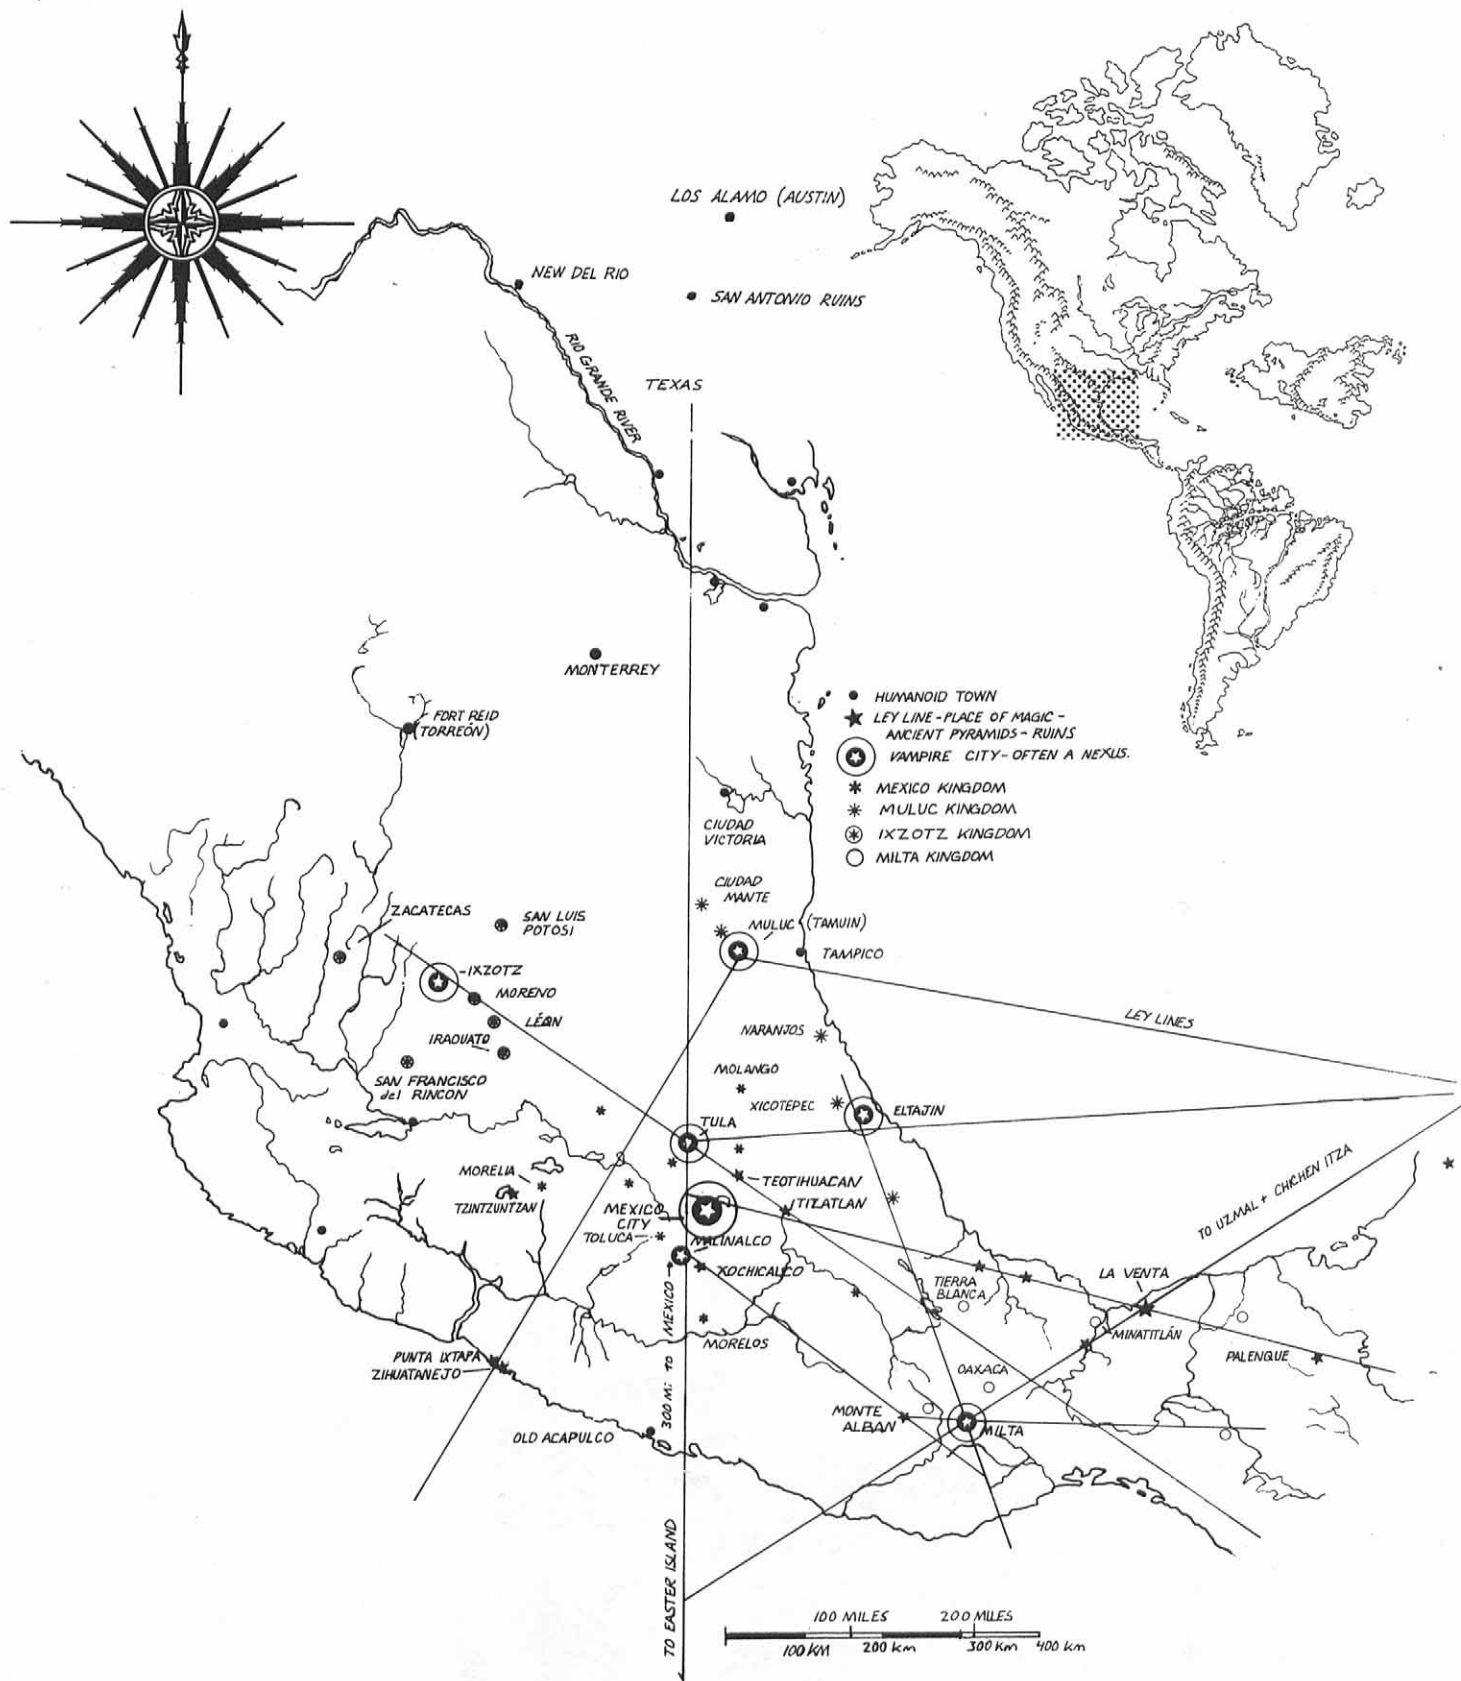 LOS ALAMO (AUSTIN)
NEW DEL RIO
SAN ANTONIO RUINS
RIO GRANDE RIVER
TEXAS
MONTERREY
HUMANOID TOWN
LEY LINE - PLACE OF MAGIC -
ANCIENT PYRAMIDS - RUINS
VAMPIRE CITY - OFTEN A NEXUS.
MEXICO KINGDOM
MULUC KINGDOM
IXZOTZ KINGDOM
MILTA KINGDOM
FORT REID
(TORREÓN)
CIUDAD
VICTORIA
CIUDAD
MANTE
ZACATECAS
SAN LUIS
POTOSI
MULUC (TAMUIN)
TAMPICO
IXZOTZ
MORENO
LÉON
IRAOUATO
NARANJOS
LEY LINES
SAN FRANCISCO
del RINCON
MOLANGO
XICOTEPEC
ELTAJIN
TULA
MORELIA
TZINTZUNTZAN
TEOTIHUACAN
ITIZATLAN
MEXICO
CITY
TOLUCA
MALINALCO
XOCHICALCO
TO UZMAL + CHICHEN ITZA
LA VENTA
TIERRA
BLANCA
MINATITLÁN
PALENQUE
MORELOS
PUNTA IXTAPA
ZIHUATANEJO
300 Mi TO MEXICO
OAXACA
MONTE
ALBAN
MILTA
OLD ACAPULCO
TO EASTER ISLAND
100 MILES 200 MILES
100 KM 200 Km 300 Km 400 Km